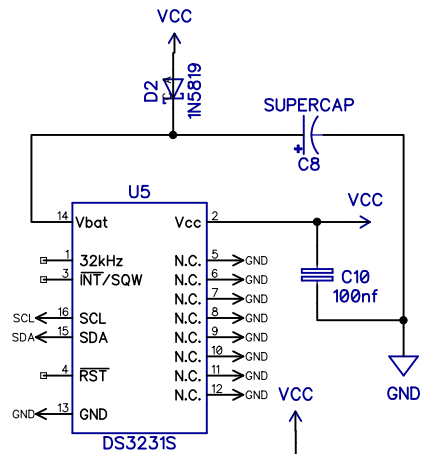 VCC
D2
1N5819
SUPERCAP
+
C8
U5
14 Vbat
Vcc 2
VCC
1 32kHz
N.C. 5 GND
3 INT/SQW
N.C. 6 GND
N.C. 7 GND
SCL 16 SCL
N.C. 8 GND
SDA 15 SDA
N.C. 9 GND
N.C. 10 GND
4 RST
N.C. 11 GND
N.C. 12 GND
GND 13 GND
C10
100nf
GND
VCC
DS3231S